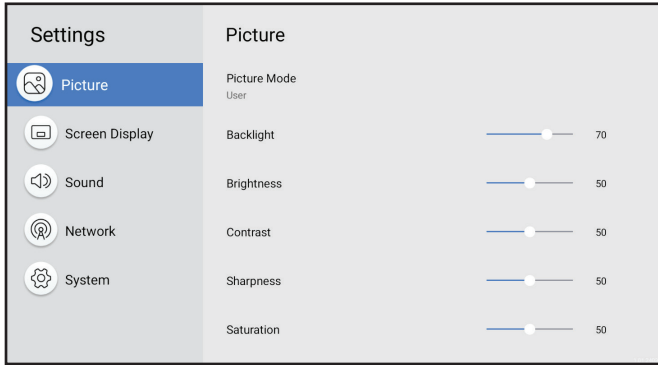 Settings
Picture
Screen Display
Sound
Network
System
Picture
Picture Mode
User
Backlight 70
Brightness 50
Contrast 50
Sharpness 50
Saturation 50